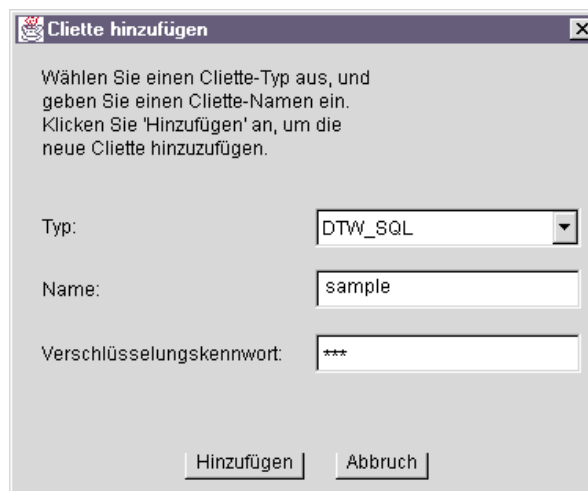 Cliette hinzufügen
Wählen Sie einen Cliette-Typ aus, und
geben Sie einen Cliette-Namen ein.
Klicken Sie 'Hinzufügen' an, um die
neue Cliette hinzuzufügen.
Typ: DTW_SQL
Name: sample
Verschlüsselungskennwort: ***
Hinzufügen Abbruch